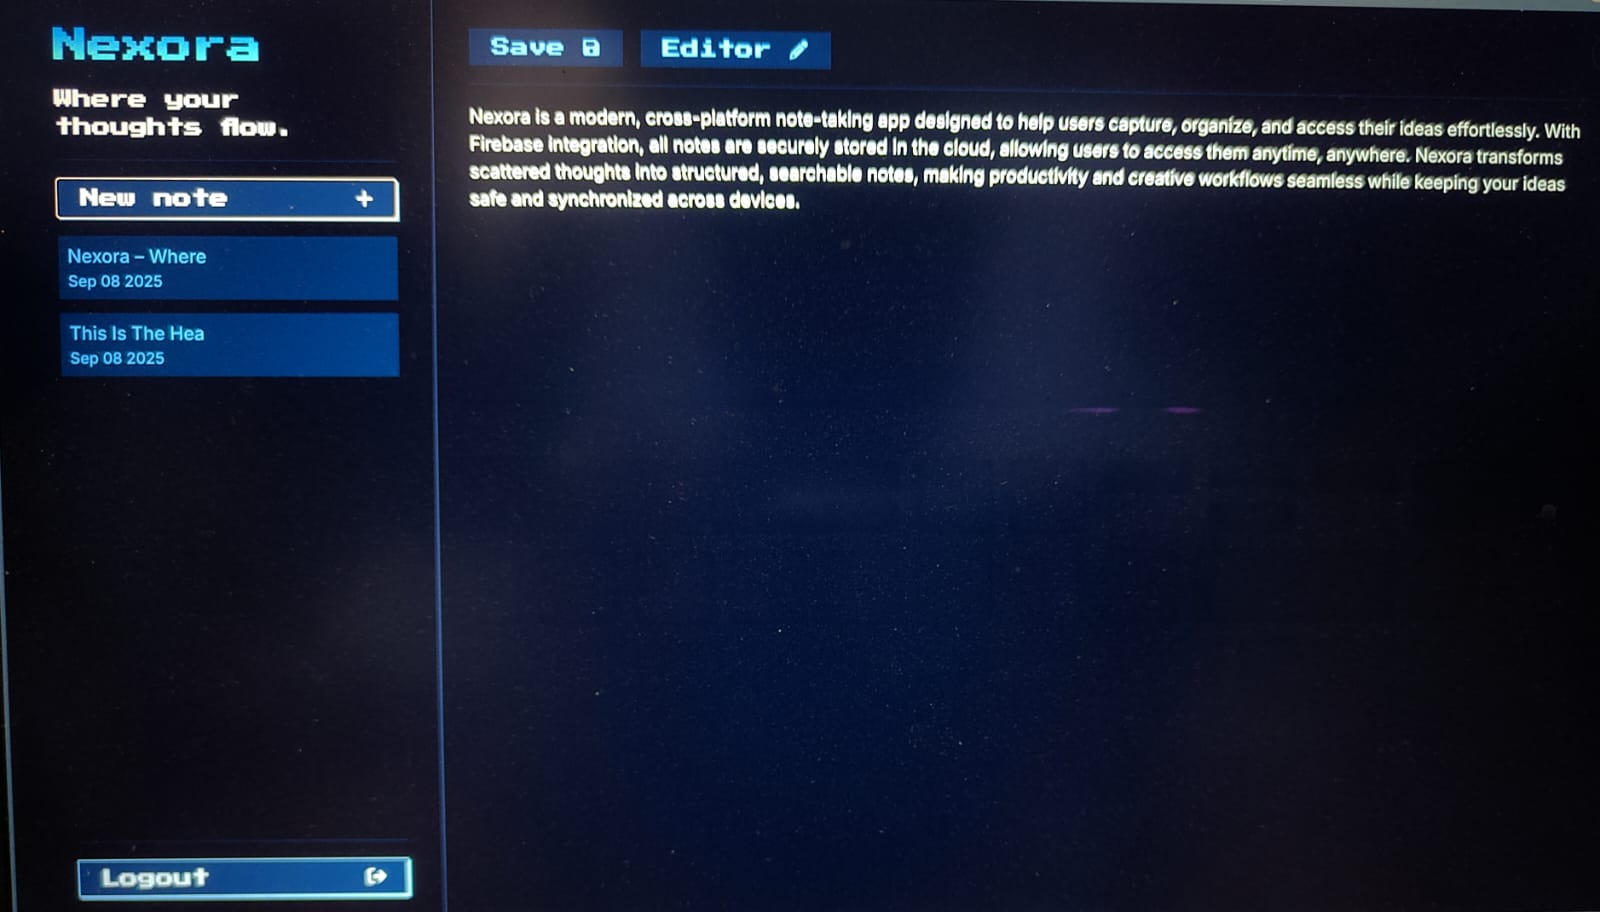 Nexora
Where your
thoughts flow.
New note +
Nexora – Where
Sep 08 2025
This Is The Hea
Sep 08 2025
Logout
Save
Editor
Nexora is a modern, cross-platform note-taking app designed to help users capture, organize, and access their ideas effortlessly. With
Firebase integration, all notes are securely stored in the cloud, allowing users to access them anytime, anywhere. Nexora transforms
scattered thoughts into structured, searchable notes, making productivity and creative workflows seamless while keeping your ideas
safe and synchronized across devices.